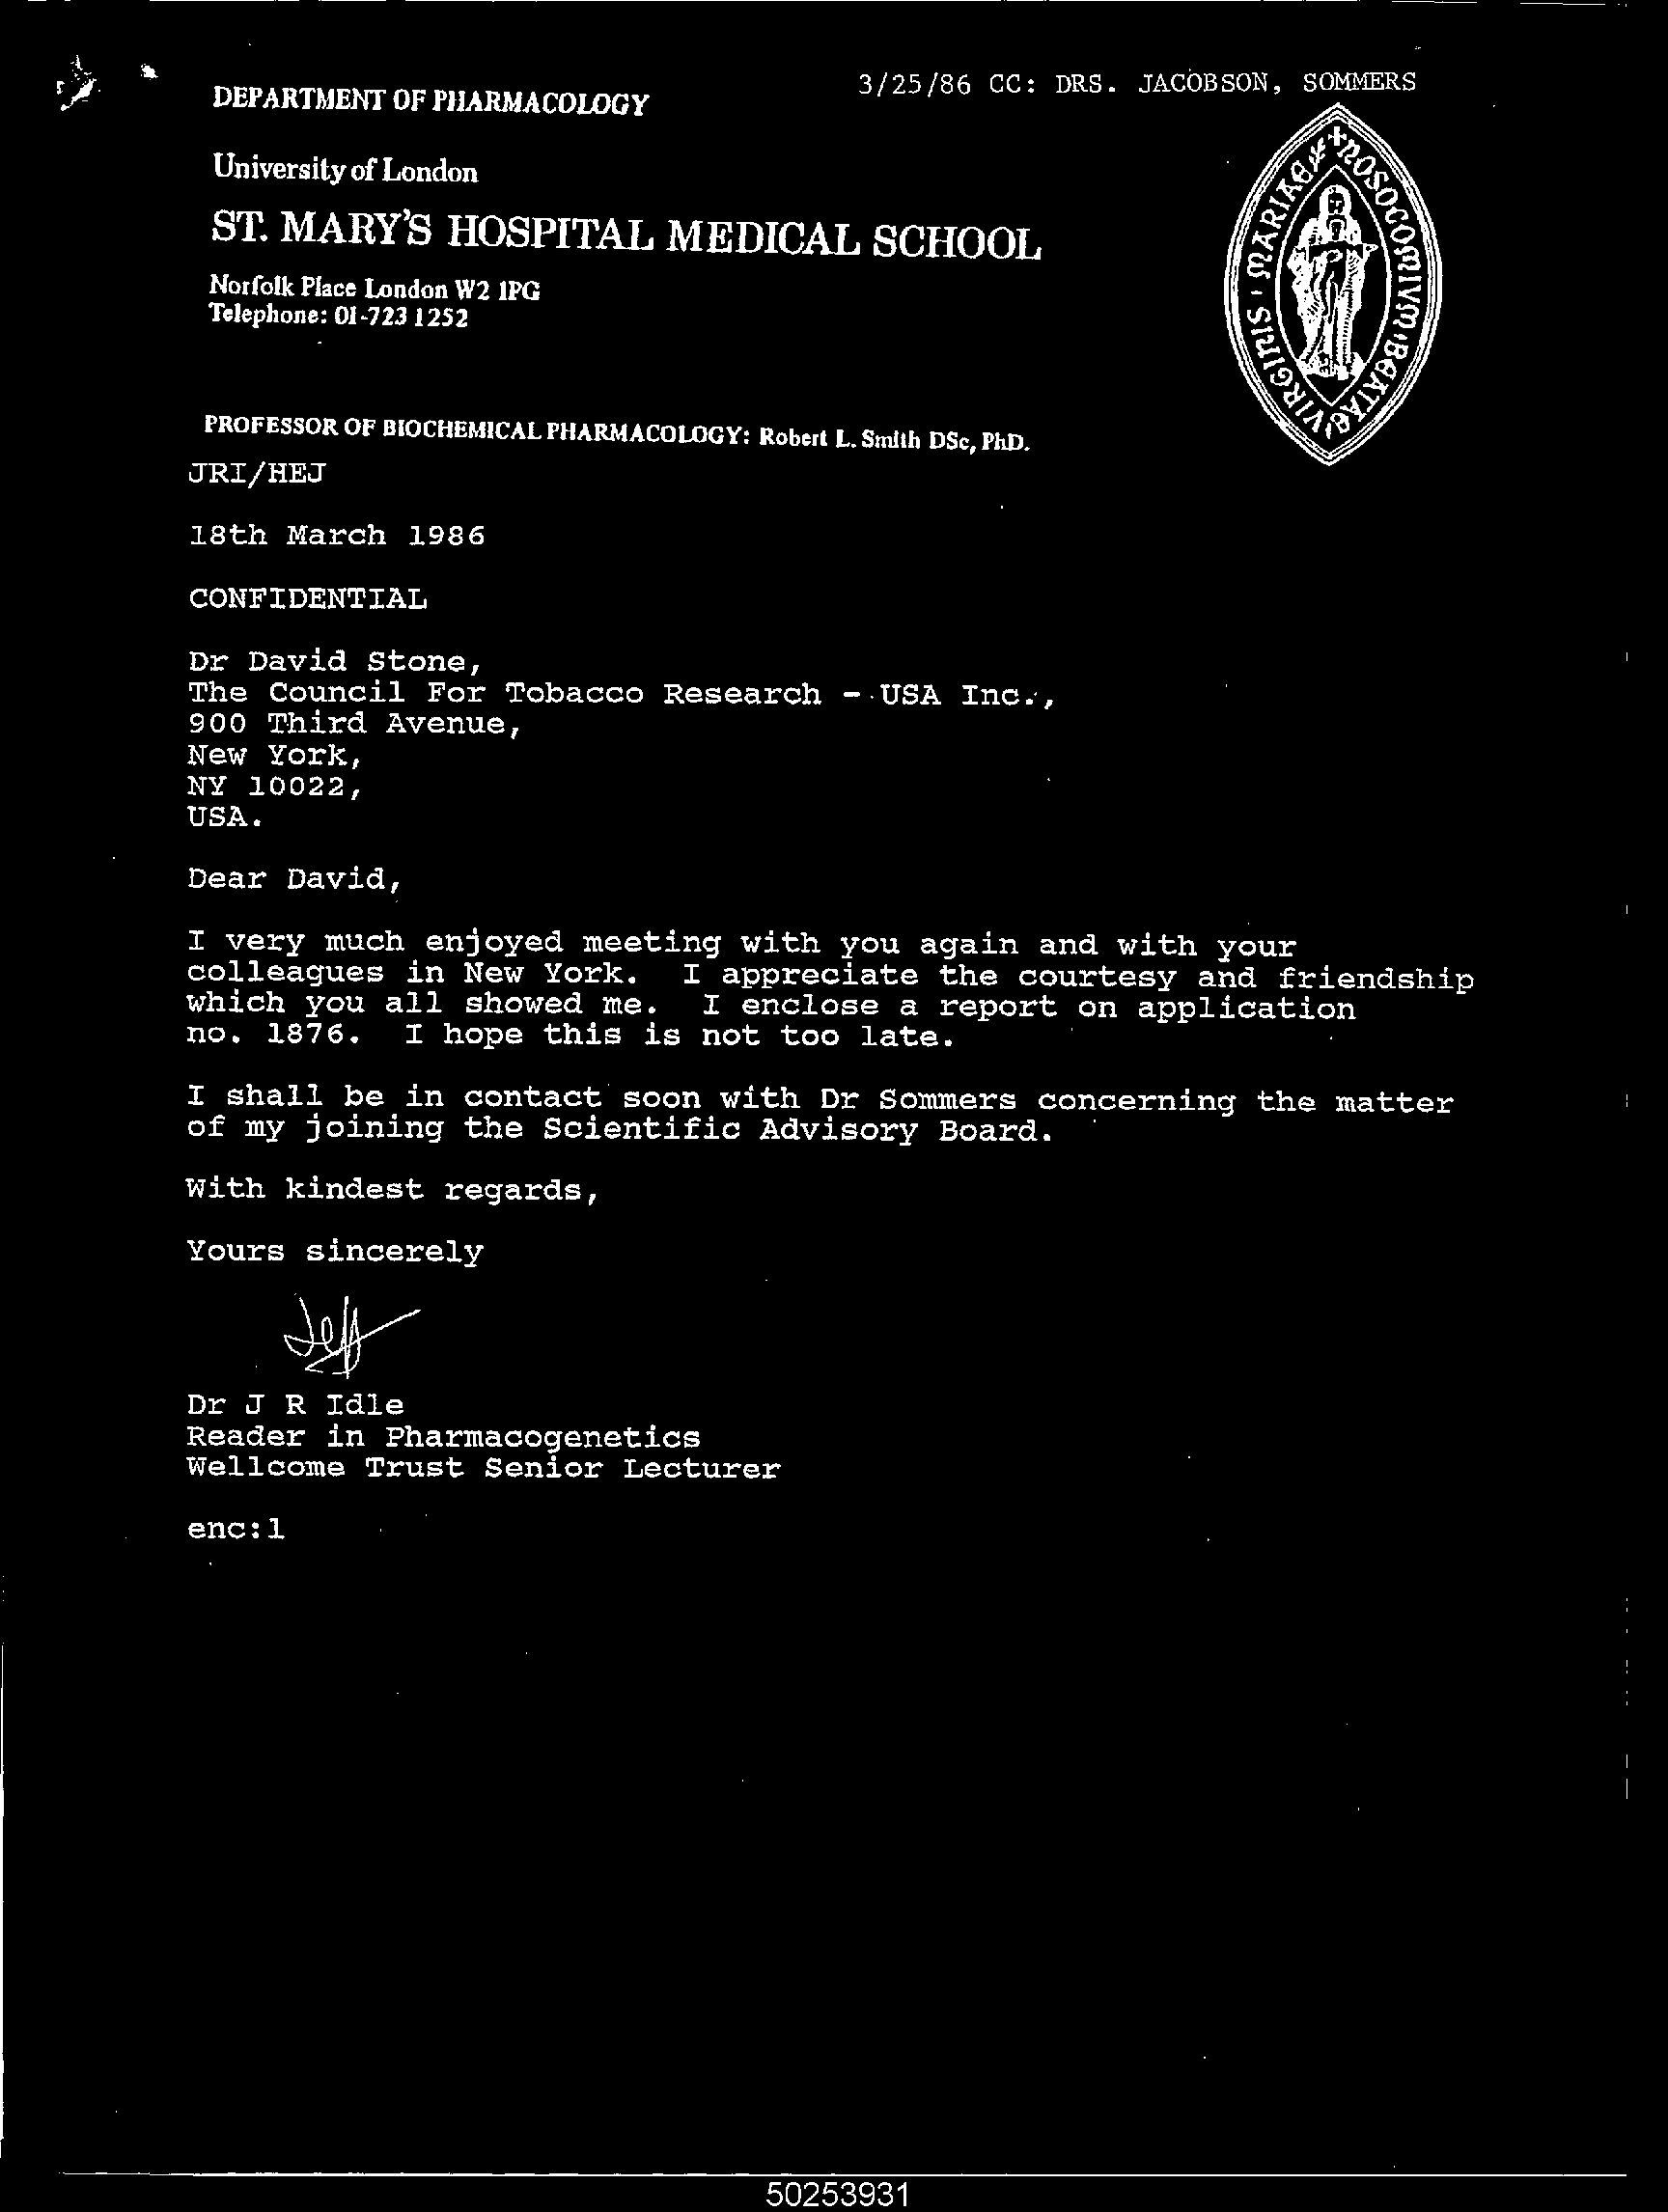 3/25/86 CC: DRS. JACOBSON, SOMMERS
DEPARTMENT OF PHARMACOLOGY
University of London
ST. MARY'S HOSPITAL MEDICAL SCHOOL
Norfolk Place London W2 1PG
Telephone: 01-723 1252
+ NOSOCOMIVM · BEATAE VIRGINIS · MARIAE
PROFESSOR OF BIOCHEMICAL PHARMACOLOGY: Robert L. Smith DSc, PhD.
JRI/HEJ
18th March 1986
CONFIDENTIAL
Dr David Stone,
The Council For Tobacco Research - USA Inc.,
900 Third Avenue,
New York,
NY 10022,
USA.
Dear David,
I very much enjoyed meeting with you again and with your
colleagues in New York. I appreciate the courtesy and friendship
which you all showed me. I enclose a report on application
no. 1876. I hope this is not too late.
I shall be in contact soon with Dr Sommers concerning the matter
of my joining the Scientific Advisory Board.
With kindest regards,
Yours sincerely
Jeff
Dr J R Idle
Reader in Pharmacogenetics
Wellcome Trust Senior Lecturer
enc:1
50253931